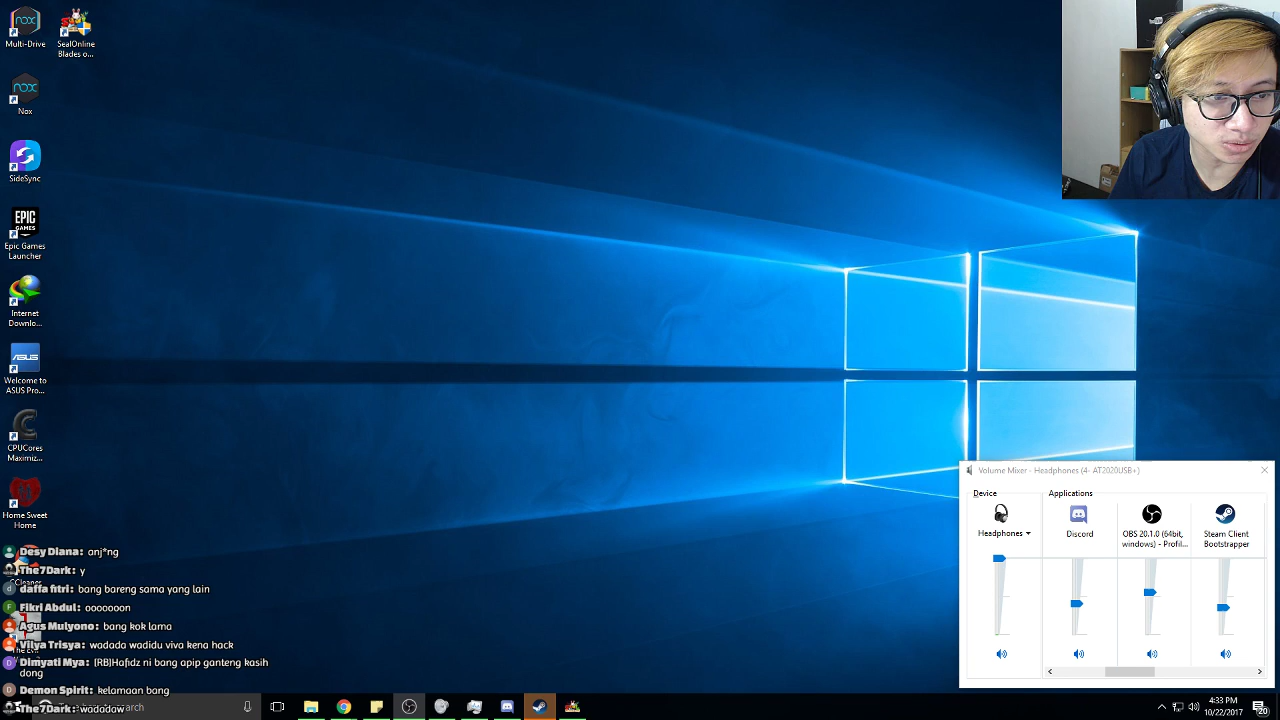 Multi-Drive
SealOnline
Blades o...
Nox
SideSync
EPIC
GAMES
Epic Games
Launcher
Internet
Downlo...
ASUS
Welcome to
ASUS Pro...
CPUCores
Maximiz...
Home Sweet
Home
Desy Diana: anj*ng
The7Dark: y
daffa fitri: bang bareng sama yang lain
Fikri Abdul: ooooooon
Agus Mulyono: bang kok lama
Vilya Trisya: wadada wadidu viva kena hack
Dimyati Mya: [RB]Hafidz ni bang apip ganteng kasih
dong
Demon Spirit: kelamaan bang
The7Dark: wadadaw
Volume Mixer - Headphones (4- AT2020USB+)
Device
Applications
Headphones
Discord
OBS 20.1.0 (64bit,
windows) - Profil...
Steam Client
Bootstrapper
4:33 PM
10/22/2017
20